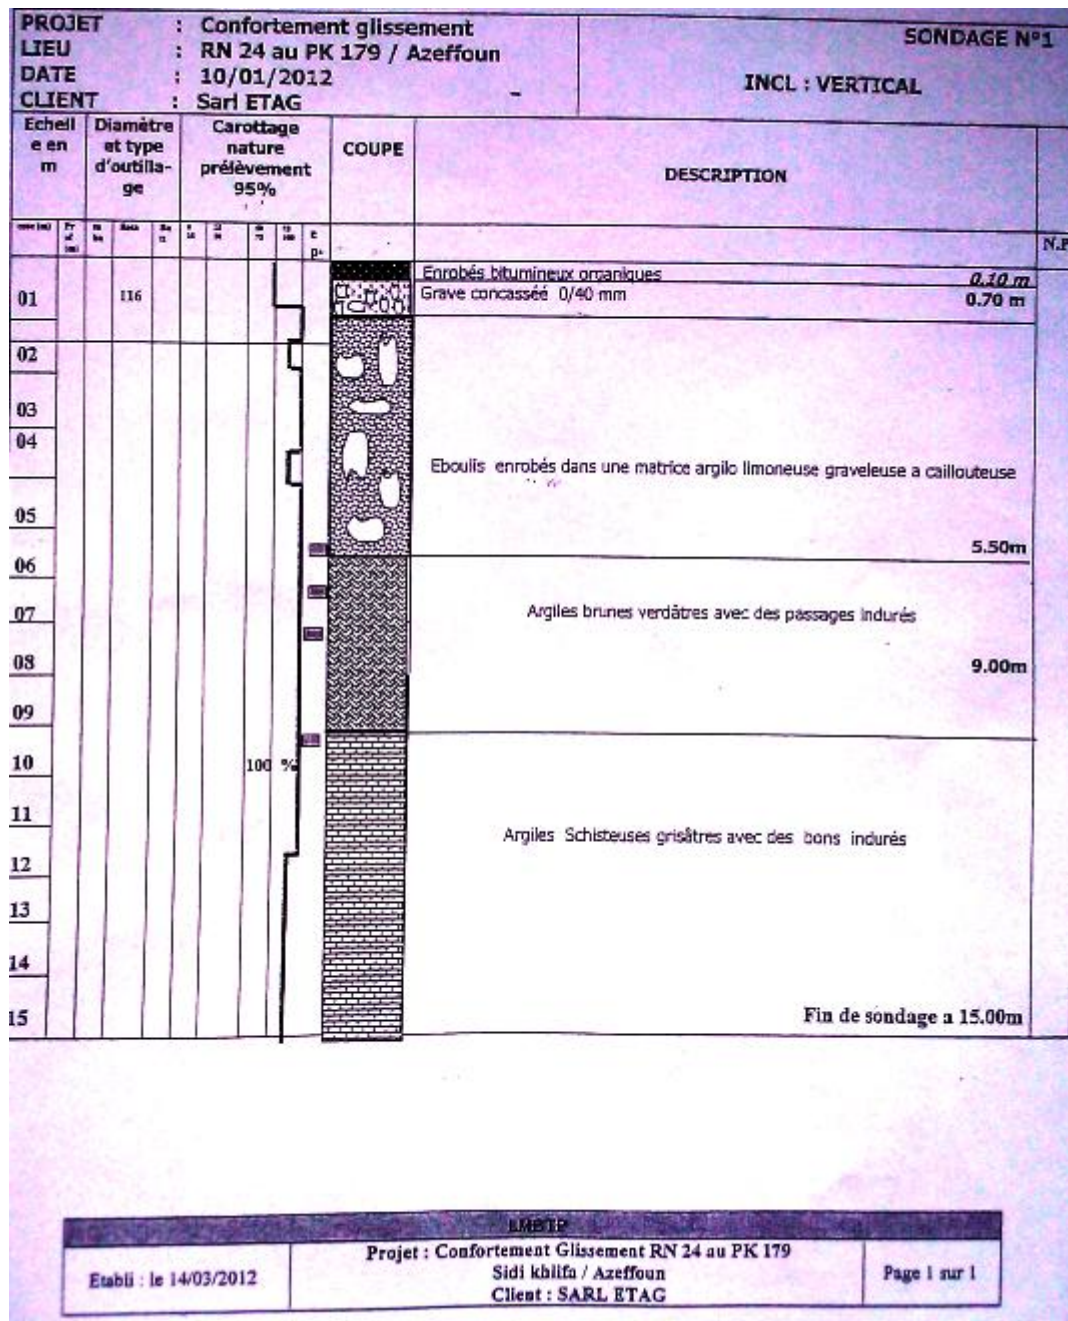 PROJET : Confortement glissement
LIEU : RN 24 au PK 179 / Azeffoun
DATE : 10/01/2012
CLIENT : Sarl ETAG
SONDAGE N°1
INCL : VERTICAL
Echell
e en
m
Diamètre
et type
d'outilla-
ge
Carottage
nature
prélèvement
95%
COUPE
DESCRIPTION
N.P
Enrobés bitumineux organiques 0.10 m
01 116 Grave concasséé 0/40 mm 0.70 m
02
03
04
Eboulis enrobés dans une matrice argilo limoneuse graveleuse a caillouteuse
05
5.50m
06
07 Argiles brunes verdâtres avec des passages indurés
08 9.00m
09
10 100 %
11
Argiles Schisteuses grisâtres avec des bons indurés
12
13
14
15 Fin de sondage a 15.00m
LMBTP
Etabli : le 14/03/2012
Projet : Confortement Glissement RN 24 au PK 179
Sidi khlifa / Azeffoun
Client : SARL ETAG
Page 1 sur 1